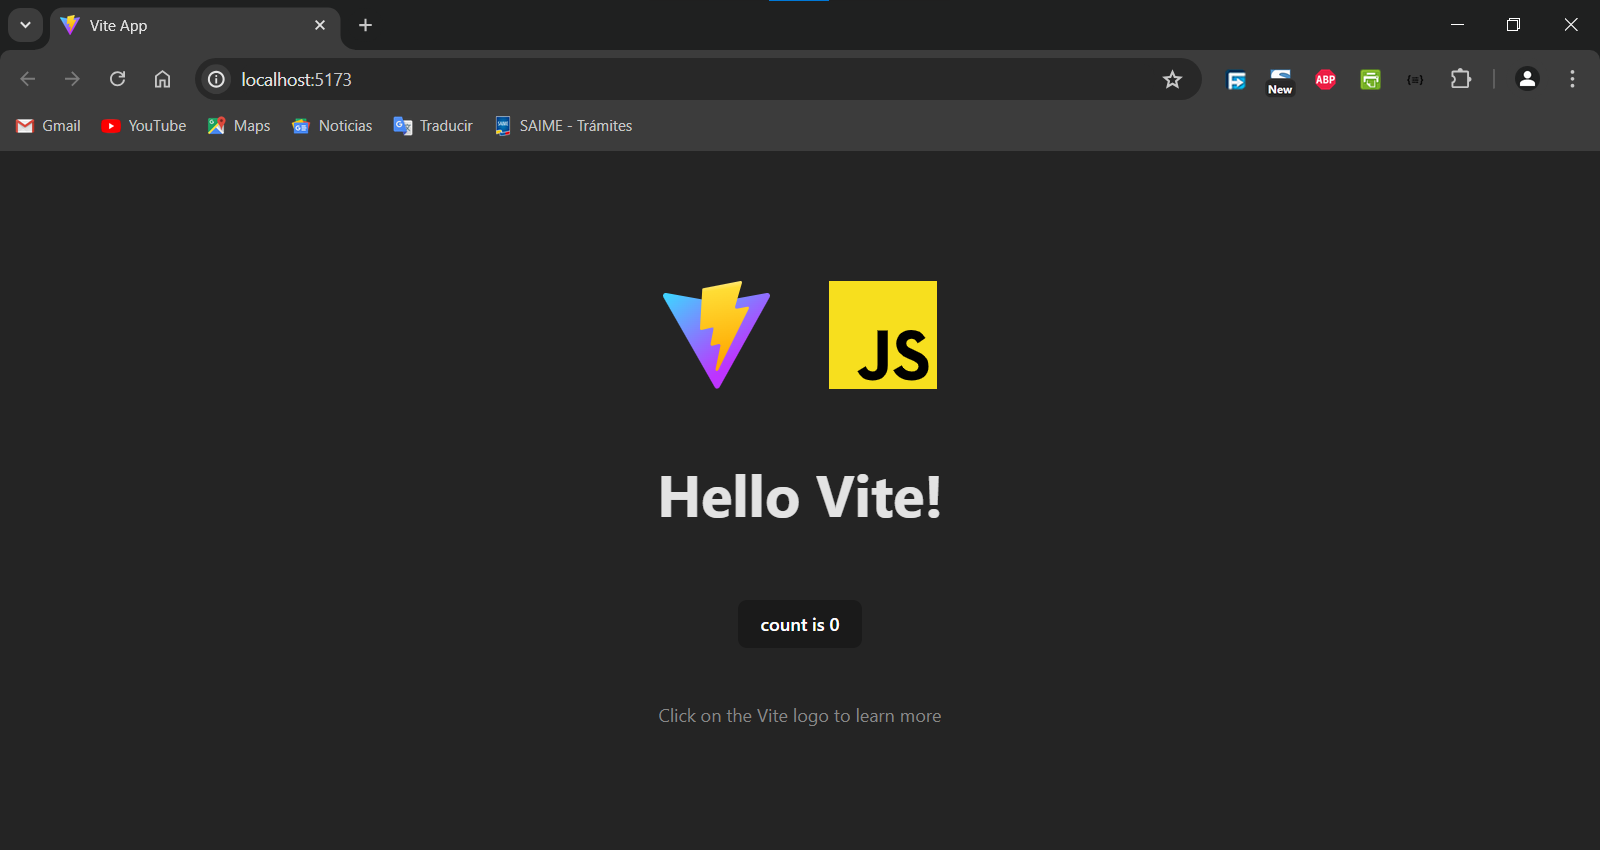 Vite App
localhost:5173
New
ABP
Gmail
YouTube
Maps
Noticias
Traducir
SAIME - Trámites
JS
Hello Vite!
count is 0
Click on the Vite logo to learn more